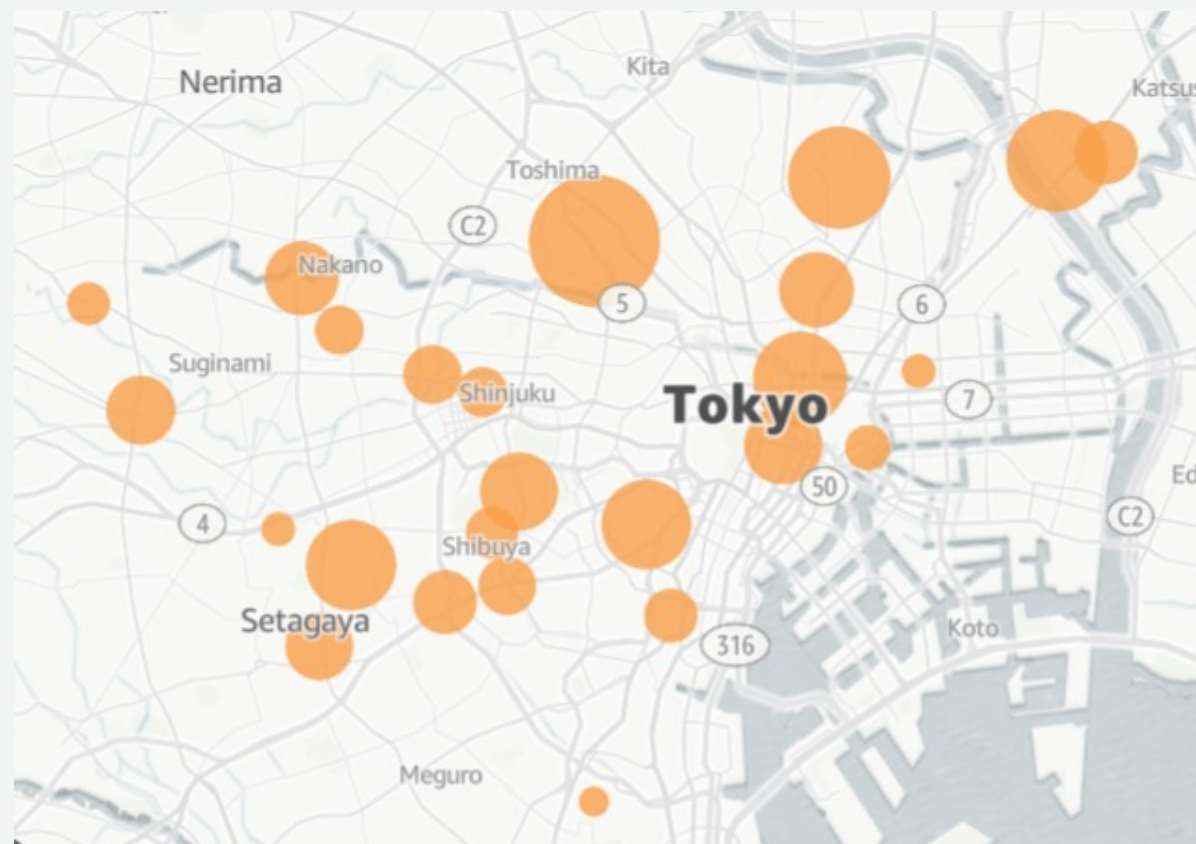 Kita
Nerima
Katsus
Toshima
C2
Nakano
5
6
Suginami
Shinjuku
7
Tokyo
50
Ed
4
C2
Shibuya
Setagaya
Koto
316
Meguro